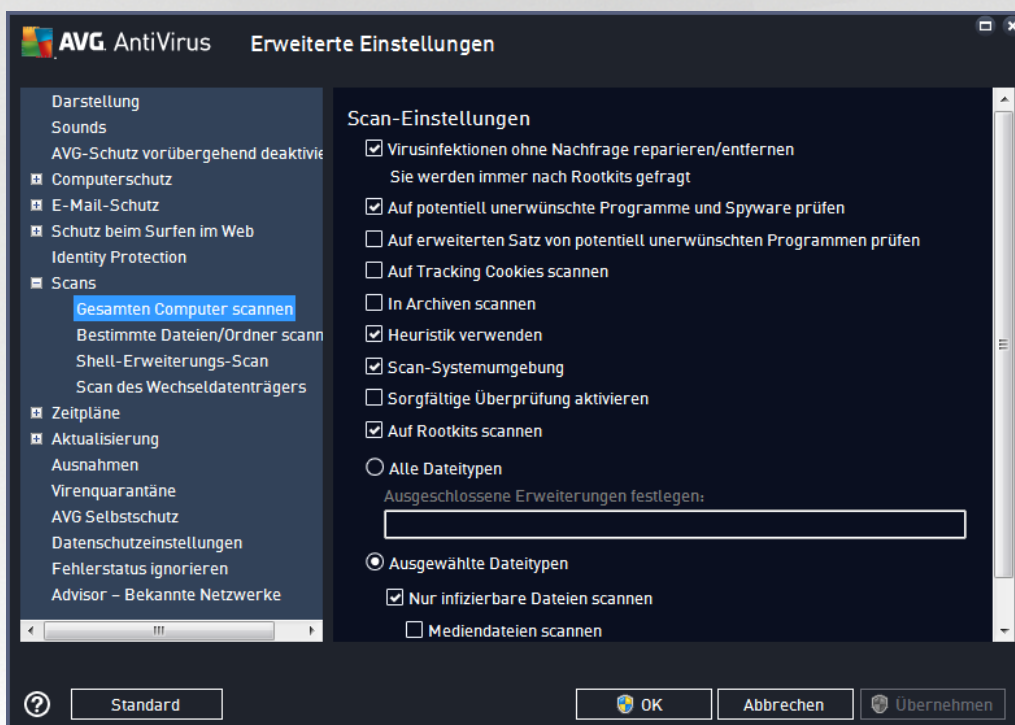 AVG. AntiVirus Erweiterte Einstellungen
Darstellung
Sounds
AVG-Schutz vorübergehend deaktivie
Computerschutz
E-Mail-Schutz
Schutz beim Surfen im Web
Identity Protection
Scans
Gesamten Computer scannen
Bestimmte Dateien/Ordner scann
Shell-Erweiterungs-Scan
Scan des Wechseldatenträgers
Zeitpläne
Aktualisierung
Ausnahmen
Virenquarantäne
AVG Selbstschutz
Datenschutzeinstellungen
Fehlerstatus ignorieren
Advisor – Bekannte Netzwerke
Scan-Einstellungen
Virusinfektionen ohne Nachfrage reparieren/entfernen
Sie werden immer nach Rootkits gefragt
Auf potentiell unerwünschte Programme und Spyware prüfen
Auf erweiterten Satz von potentiell unerwünschten Programmen prüfen
Auf Tracking Cookies scannen
In Archiven scannen
Heuristik verwenden
Scan-Systemumgebung
Sorgfältige Überprüfung aktivieren
Auf Rootkits scannen
Alle Dateitypen
Ausgeschlossene Erweiterungen festlegen:
Ausgewählte Dateitypen
Nur infizierbare Dateien scannen
Mediendateien scannen
Standard
OK
Abbrechen
Übernehmen